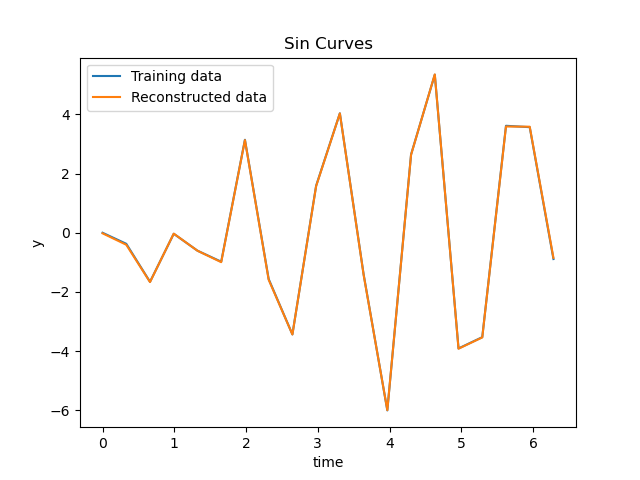 Sin Curves
Training data
Reconstructed data
4
2
0
−2
−4
−6
y
0 1 2 3 4 5 6
time